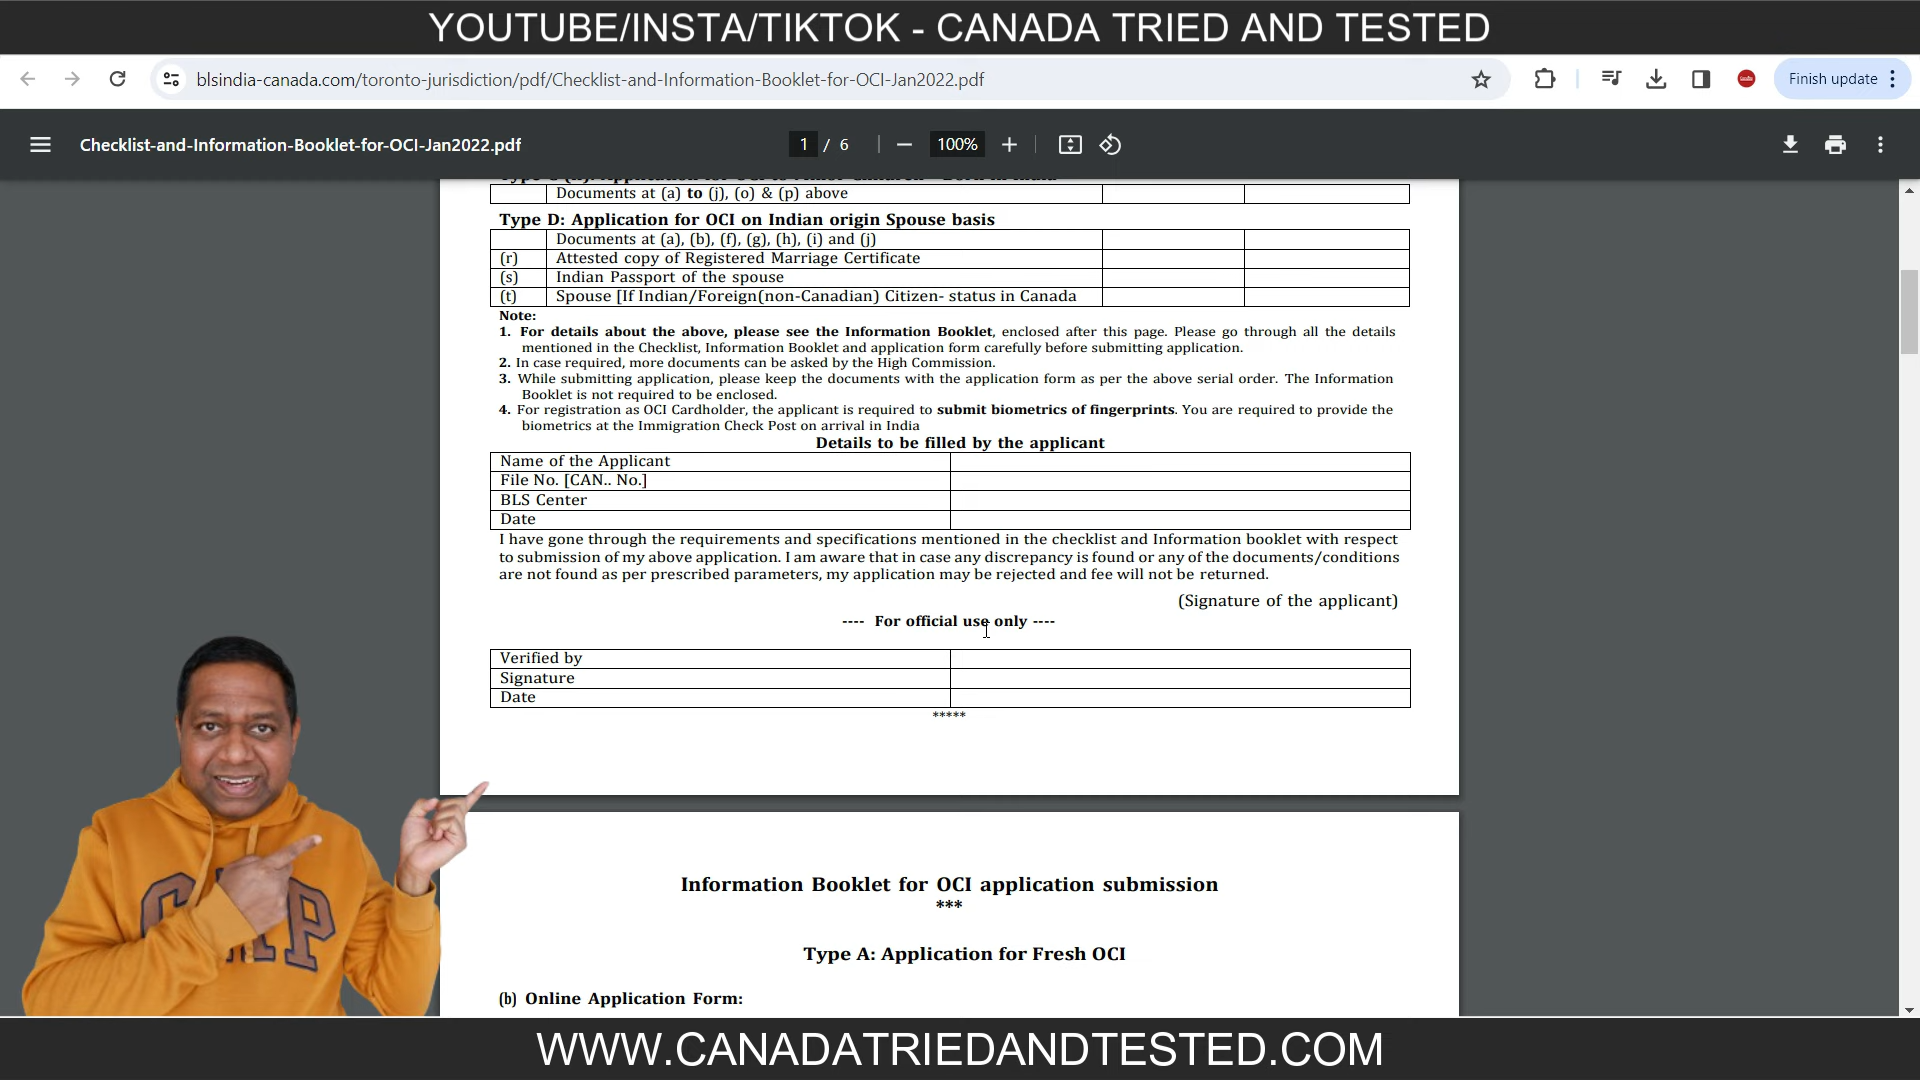 YOUTUBE/INSTA/TIKTOK - CANADA TRIED AND TESTED
blsindia-canada.com/toronto-jurisdiction/pdf/Checklist-and-Information-Booklet-for-OCI-Jan2022.pdf
Finish update
Checklist-and-Information-Booklet-for-OCI-Jan2022.pdf
1 / 6
100%
Documents at (a) to (j), (o) & (p) above
Type D: Application for OCI on Indian origin Spouse basis
Documents at (a), (b), (f), (g), (h), (i) and (j)
(r) Attested copy of Registered Marriage Certificate
(s) Indian Passport of the spouse
(t) Spouse [If Indian/Foreign(non-Canadian) Citizen- status in Canada
Note:
1. For details about the above, please see the Information Booklet, enclosed after this page. Please go through all the details
mentioned in the Checklist, Information Booklet and application form carefully before submitting application.
2. In case required, more documents can be asked by the High Commission.
3. While submitting application, please keep the documents with the application form as per the above serial order. The Information
Booklet is not required to be enclosed.
4. For registration as OCI Cardholder, the applicant is required to submit biometrics of fingerprints. You are required to provide the
biometrics at the Immigration Check Post on arrival in India
Details to be filled by the applicant
Name of the Applicant
File No. [CAN.. No.]
BLS Center
Date
I have gone through the requirements and specifications mentioned in the checklist and Information booklet with respect
to submission of my above application. I am aware that in case any discrepancy is found or any of the documents/conditions
are not found as per prescribed parameters, my application may be rejected and fee will not be returned.
(Signature of the applicant)
---- For official use only ----
Verified by
Signature
Date
*****
Information Booklet for OCI application submission
***
Type A: Application for Fresh OCI
(b) Online Application Form:
WWW.CANADATRIEDANDTESTED.COM